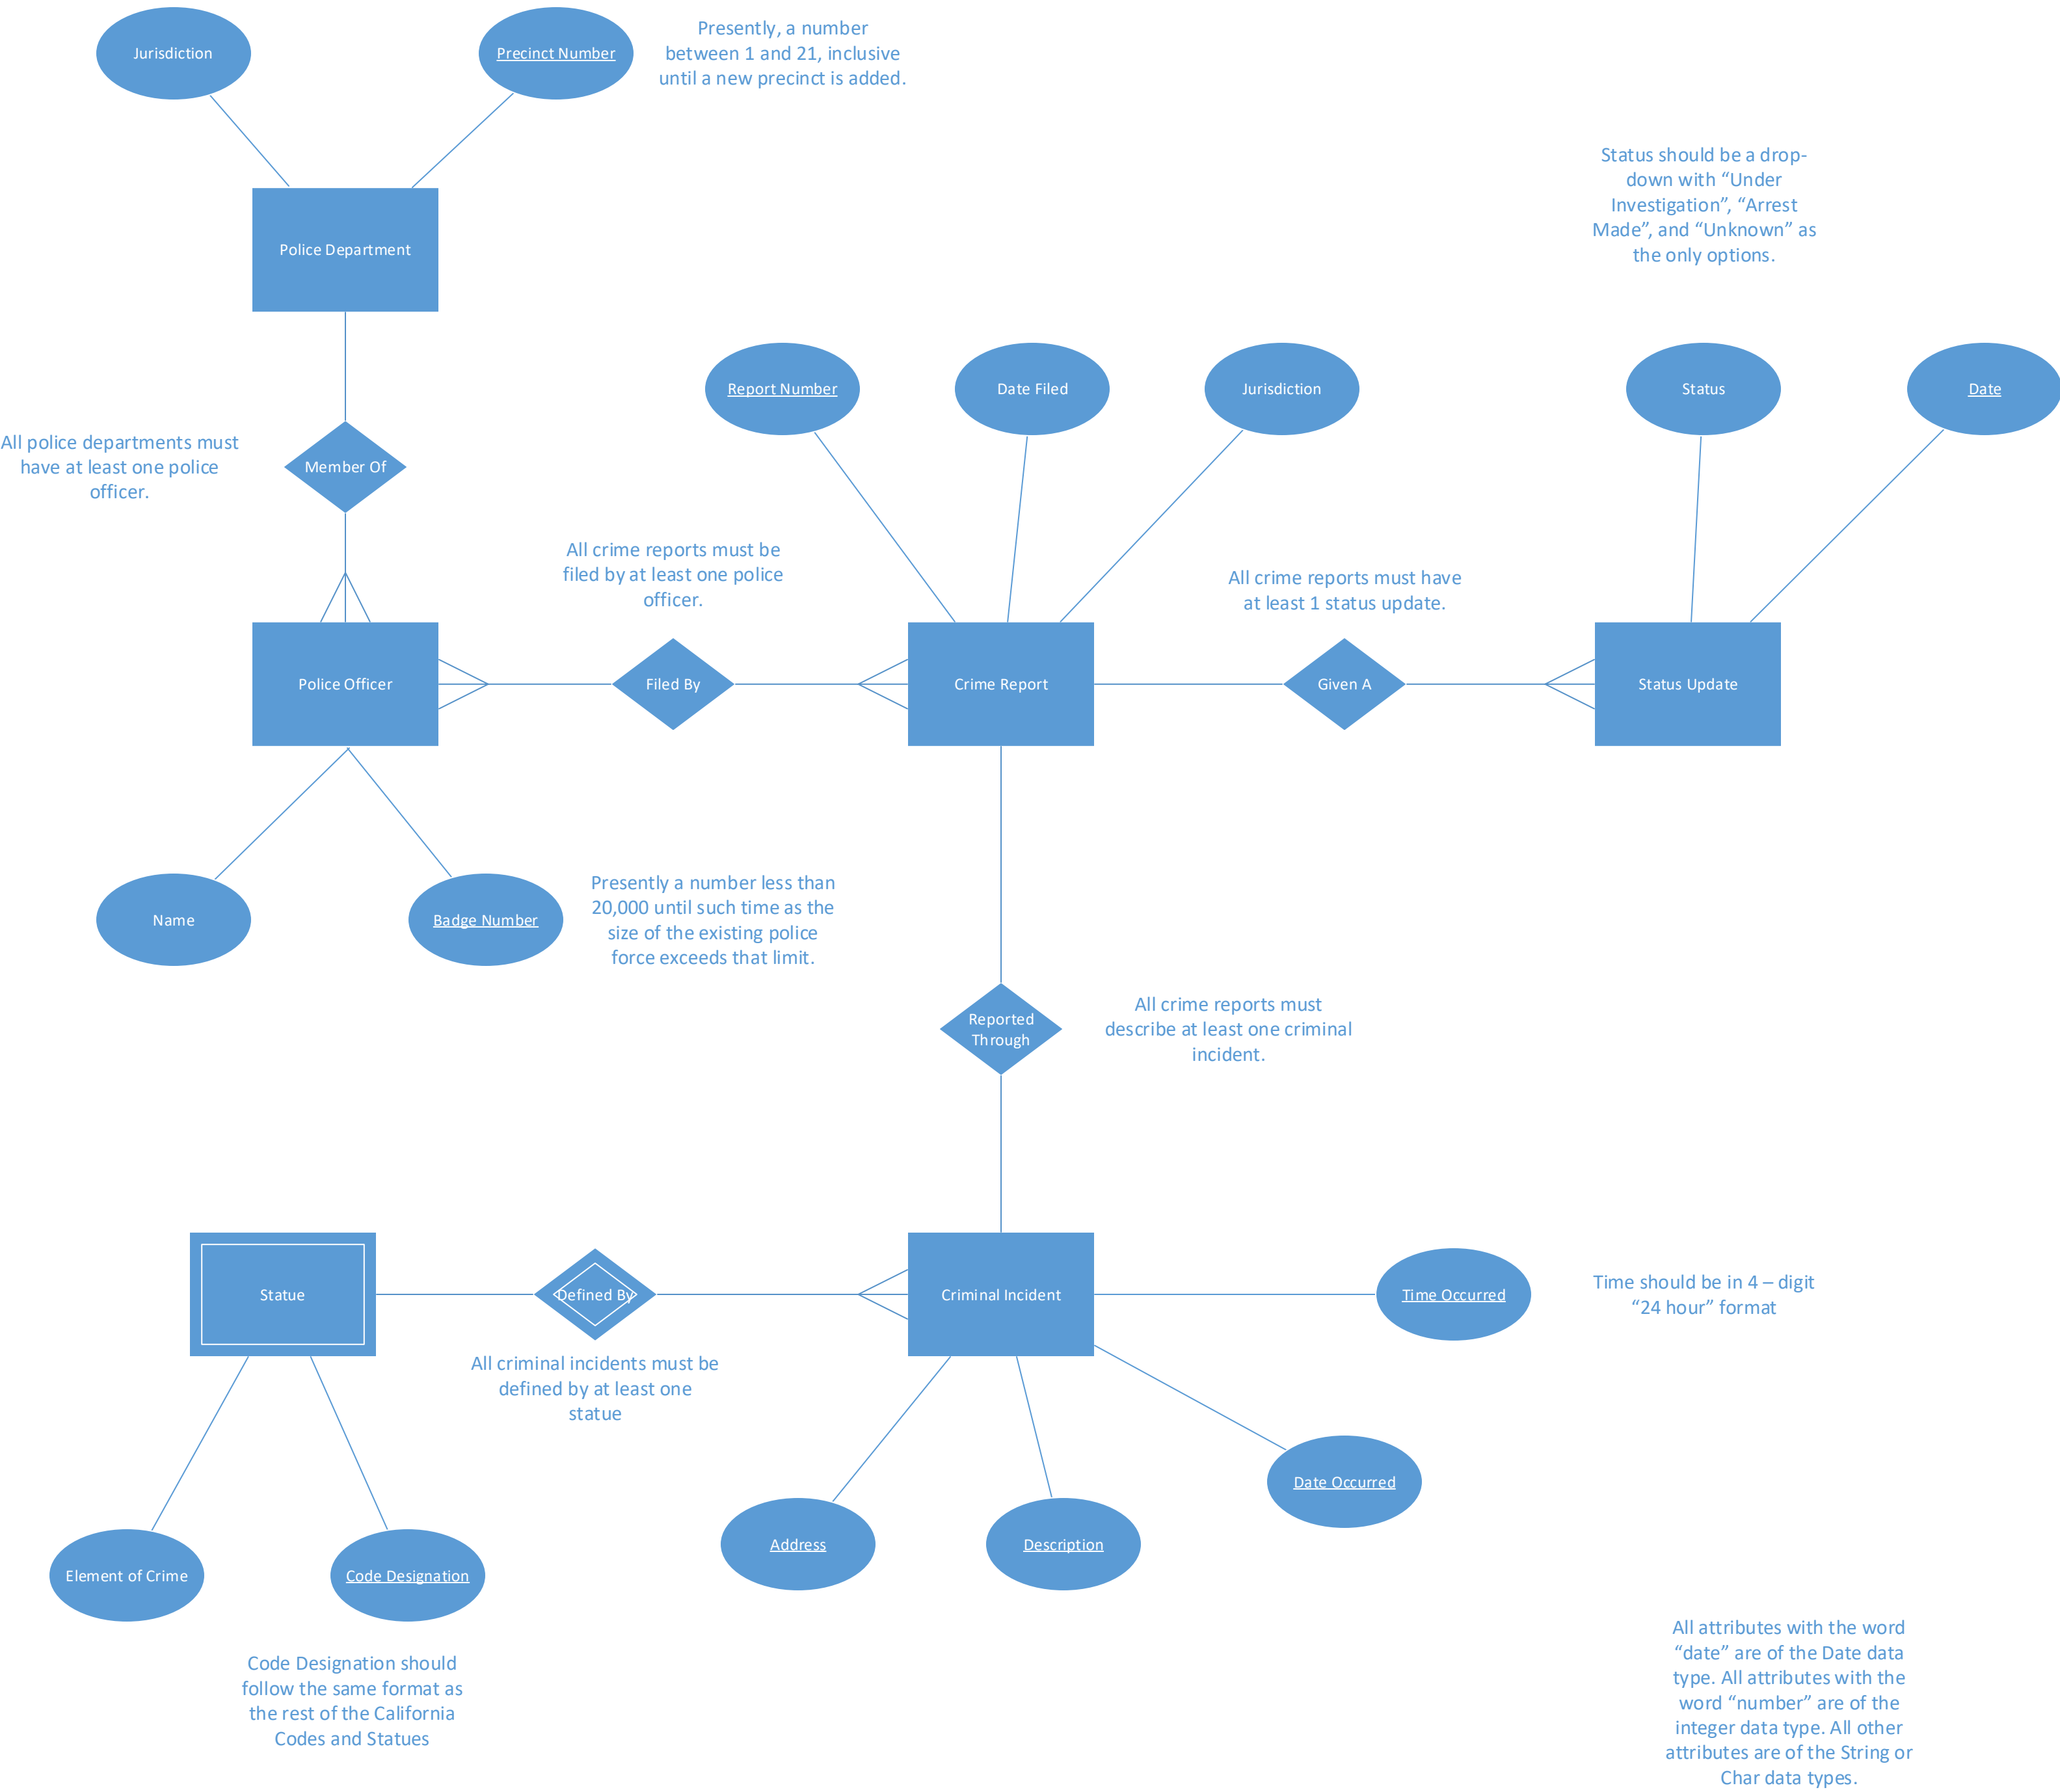 Jurisdiction
Precinct Number
Presently, a number
between 1 and 21, inclusive
until a new precinct is added.
Status should be a drop-
down with “Under
Investigation”, “Arrest
Made”, and “Unknown” as
the only options.
Police Department
Report Number
Date Filed
Jurisdiction
Status
Date
All police departments must
have at least one police
officer.
Member Of
All crime reports must be
filed by at least one police
officer.
All crime reports must have
at least 1 status update.
Police Officer
Filed By
Crime Report
Given A
Status Update
Name
Badge Number
Presently a number less than
20,000 until such time as the
size of the existing police
force exceeds that limit.
Reported
Through
All crime reports must
describe at least one criminal
incident.
Statue
Defined By
Criminal Incident
Time Occurred
Time should be in 4 – digit
“24 hour” format
All criminal incidents must be
defined by at least one
statue
Date Occurred
Address
Description
Element of Crime
Code Designation
Code Designation should
follow the same format as
the rest of the California
Codes and Statues
All attributes with the word
“date” are of the Date data
type. All attributes with the
word “number” are of the
integer data type. All other
attributes are of the String or
Char data types.